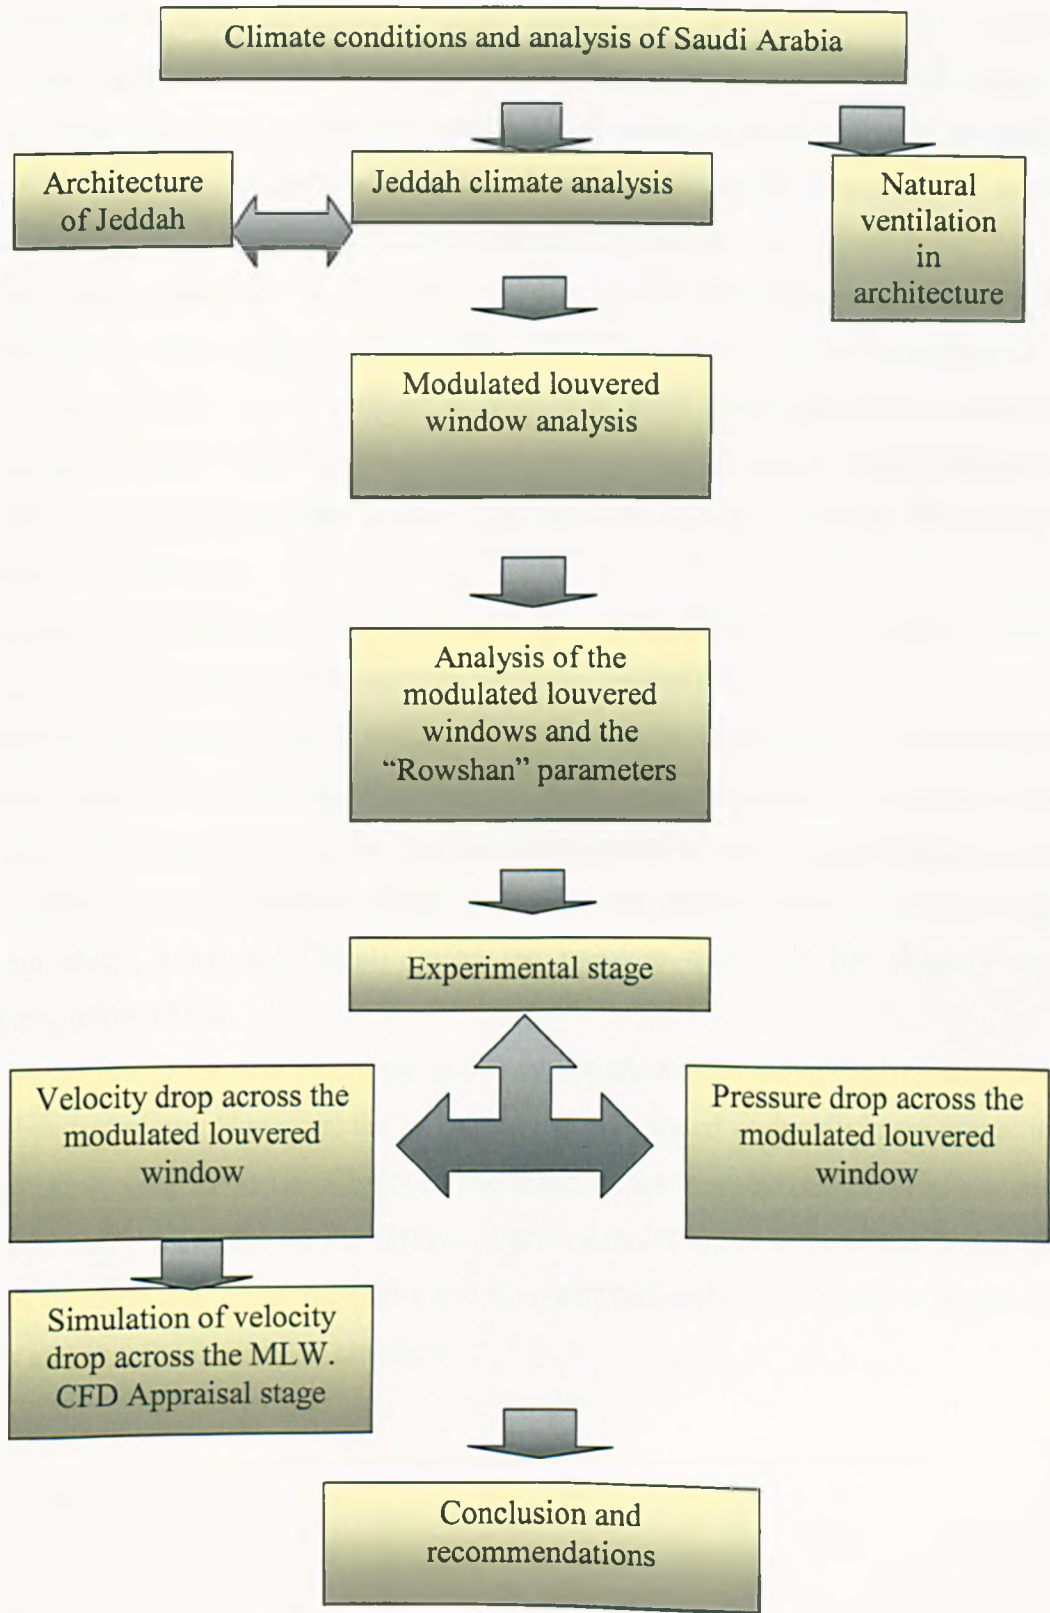 Climate conditions and analysis of Saudi Arabia
Architecture
of Jeddah
Jeddah climate analysis
Natural
ventilation
in
architecture
Modulated louvered
window analysis
Analysis of the
modulated louvered
windows and the
“Rowshan” parameters
Experimental stage
Velocity drop across the
modulated louvered
window
Pressure drop across the
modulated louvered
window
Simulation of velocity
drop across the MLW.
CFD Appraisal stage
Conclusion and
recommendations